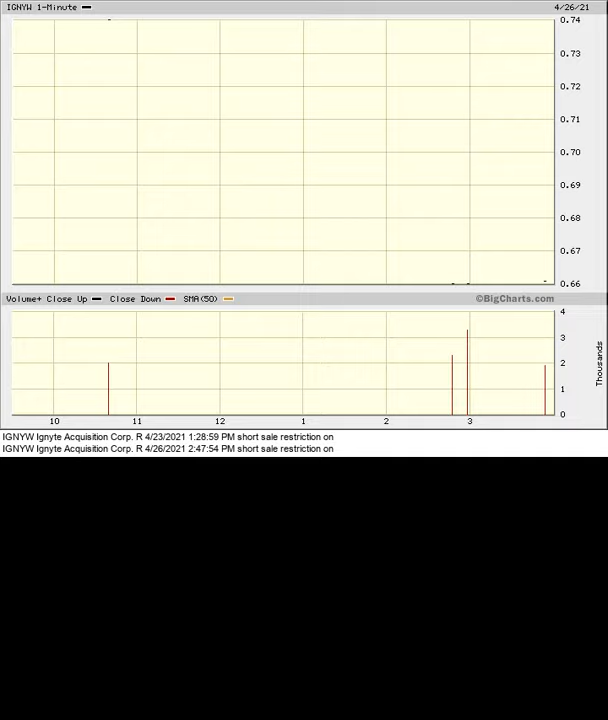 IGNYW 1-Minute 4/26/21
0.74
0.73
0.72
0.71
0.70
0.69
0.68
0.67
0.66
Volume+ Close Up Close Down SMA(50) ©BigCharts.com
4
3
2
1
0
Thousands
10 11 12 1 2 3
IGNYW Ignyte Acquisition Corp. R 4/23/2021 1:28:59 PM short sale restriction on
IGNYW Ignyte Acquisition Corp. R 4/26/2021 2:47:54 PM short sale restriction on